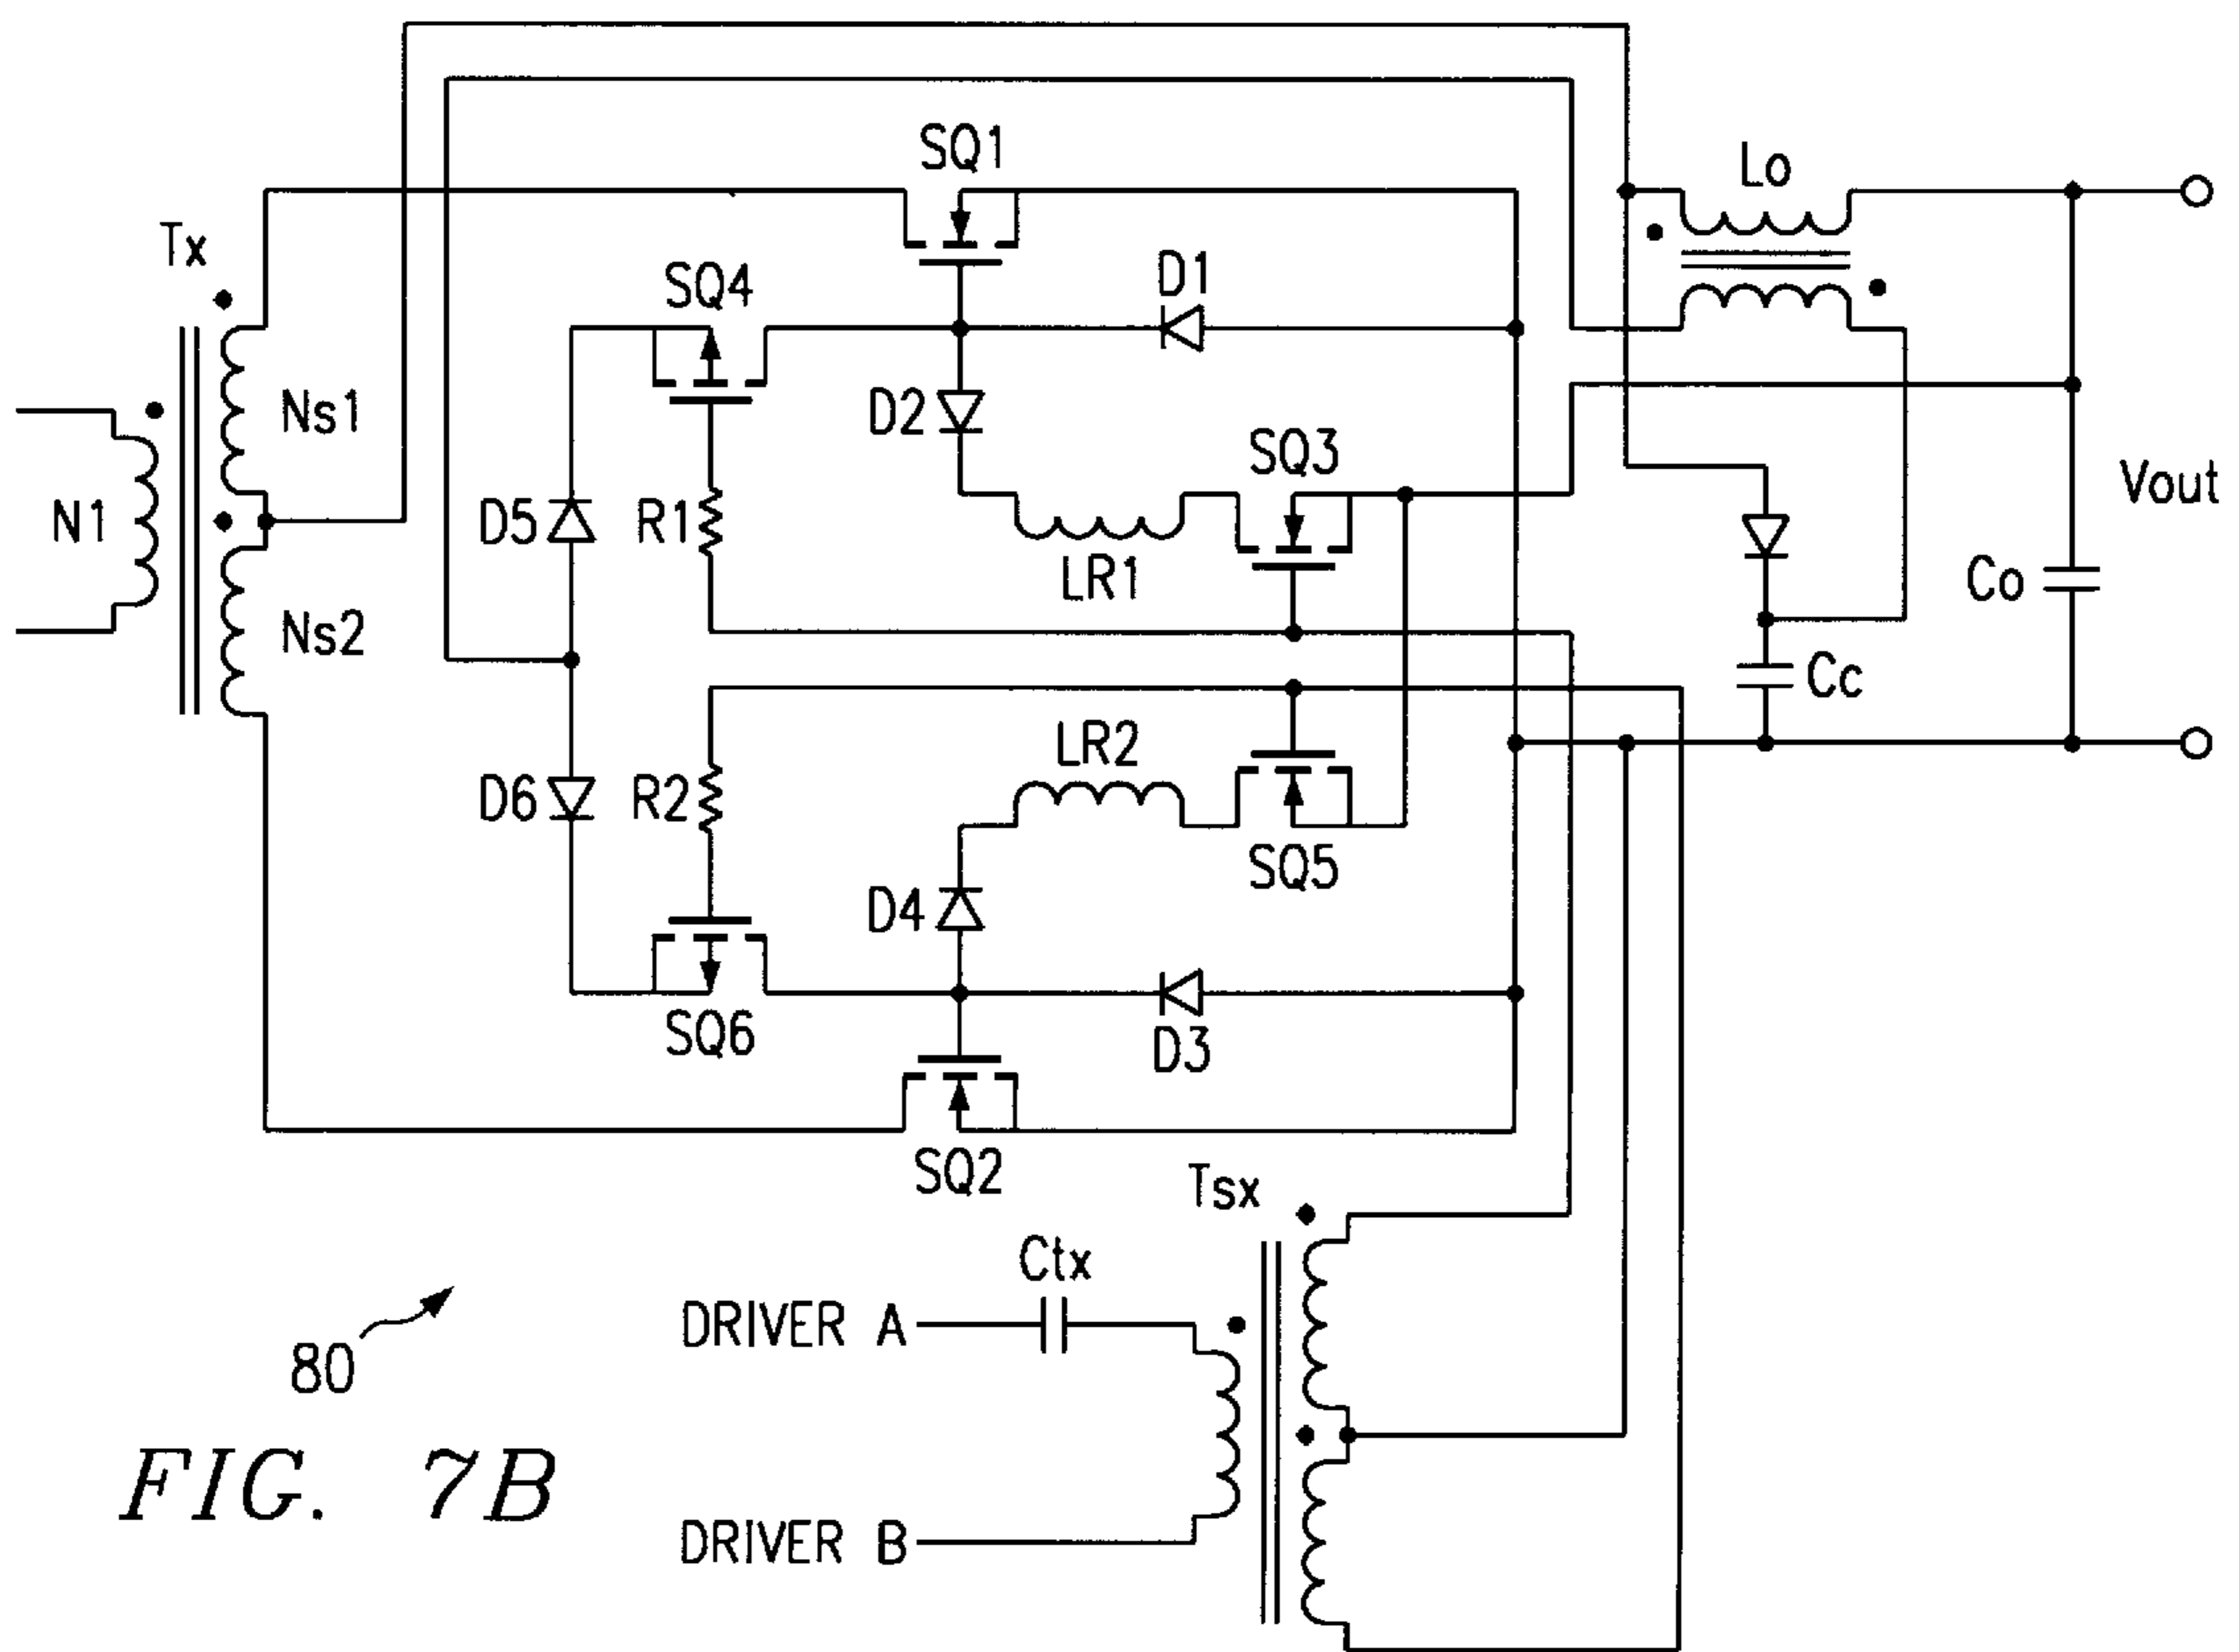 SQ1
Lo
Tx
SQ4
D1
Ns1
D2
SQ3
Vout
N1
D5
R1
LR1
Co
Ns2
Cc
LR2
D6
R2
SQ5
D4
SQ6
D3
SQ2
Tsx
Ctx
DRIVER A
80
FIG. 7B
DRIVER B